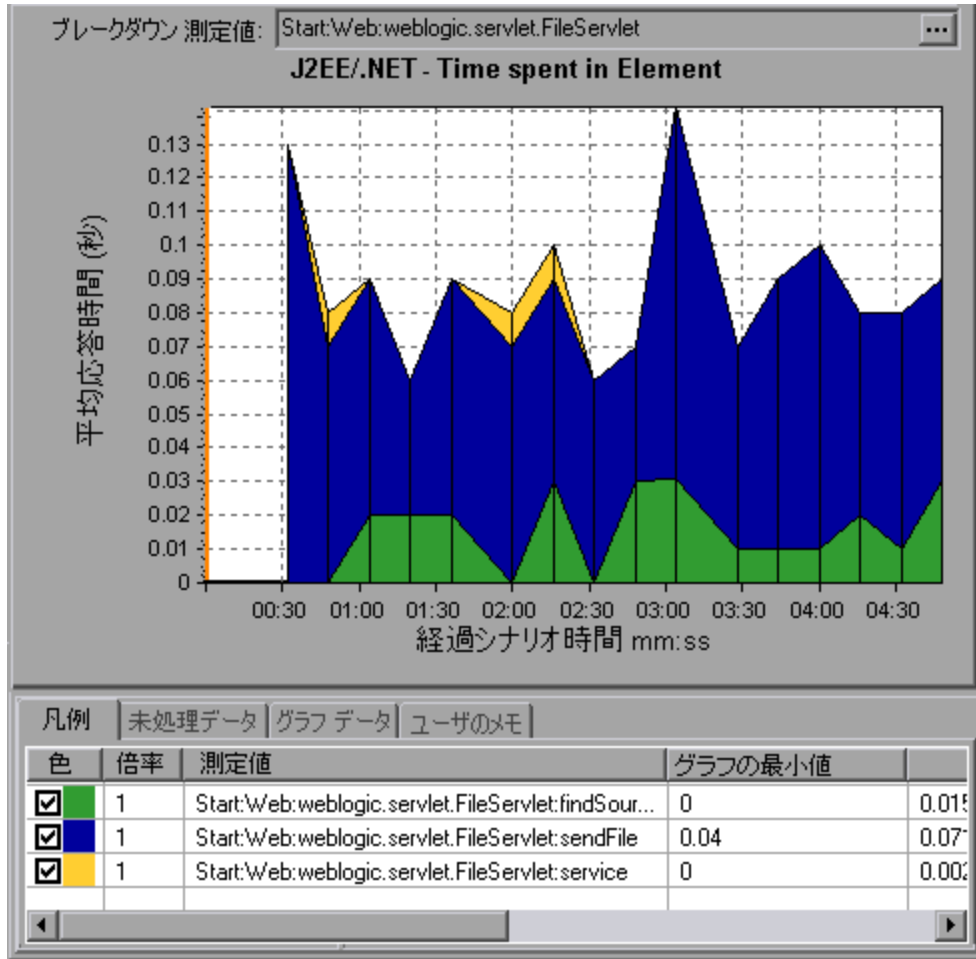 ブレークダウン 測定値: Start:Web:weblogic.servlet.FileServlet ...
J2EE/.NET - Time spent in Element
平均応答時間 (秒)
0.13
0.12
0.11
0.1
0.09
0.08
0.07
0.06
0.05
0.04
0.03
0.02
0.01
0
00:30 01:00 01:30 02:00 02:30 03:00 03:30 04:00 04:30
経過シナリオ時間 mm:ss
凡例 未処理データ グラフ データ ユーザのメモ
色 倍率 測定値 グラフの最小値
1 Start:Web:weblogic.servlet.FileServlet:findSour... 0 0.015
1 Start:Web:weblogic.servlet.FileServlet:sendFile 0.04 0.07
1 Start:Web:weblogic.servlet.FileServlet:service 0 0.002